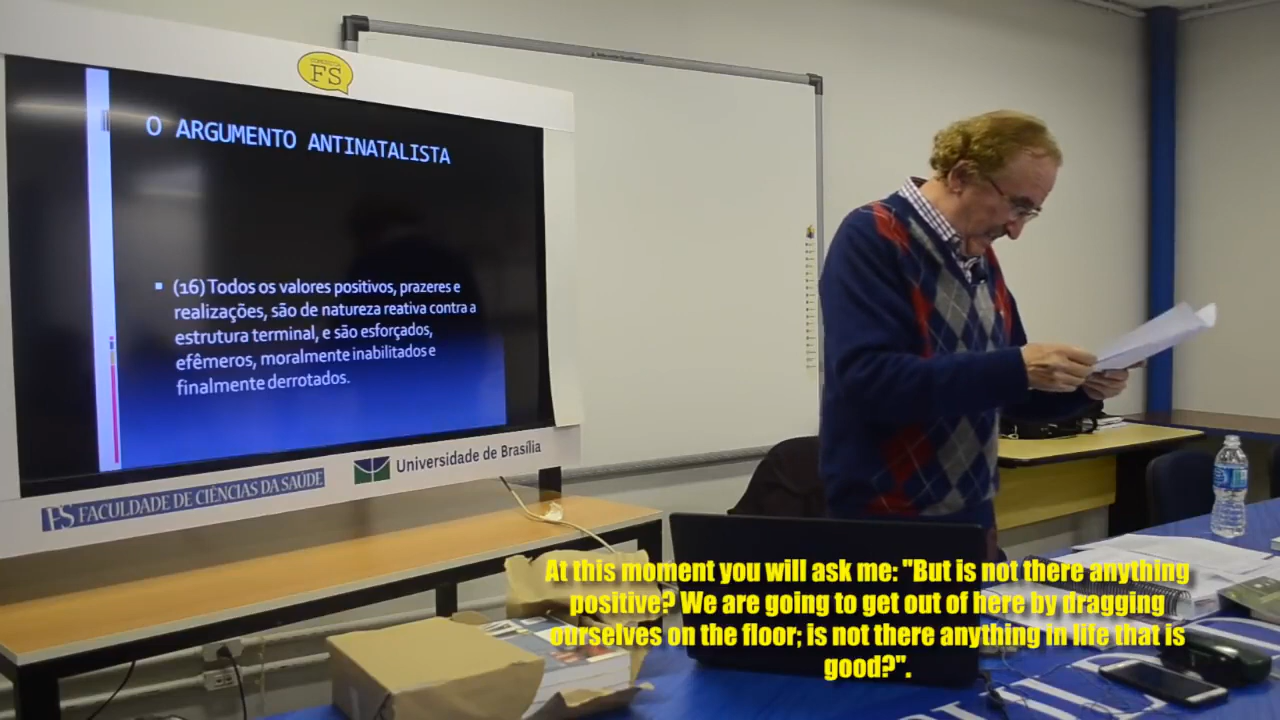 COMUNICA
FS
O ARGUMENTO ANTINATALISTA
(16) Todos os valores positivos, prazeres e
realizações, são de natureza reativa contra a
estrutura terminal, e são esforçados,
efêmeros, moralmente inabilitados e
finalmente derrotados.
FS FACULDADE DE CIÊNCIAS DA SAÚDE
Universidade de Brasília
At this moment you will ask me: "But is not there anything
positive? We are going to get out of here by dragging
ourselves on the floor; is not there anything in life that is
good?".